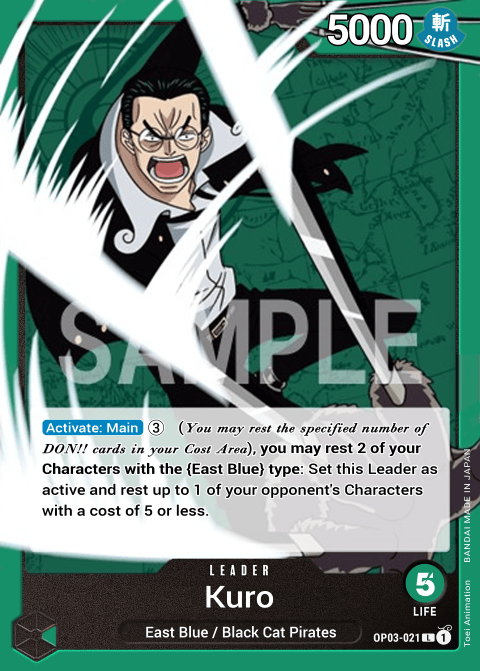 5000
斬
SLASH
SAMPLE
Activate: Main ③ (You may rest the specified number of
DON!! cards in your Cost Area), you may rest 2 of your
Characters with the {East Blue} type: Set this Leader as
active and rest up to 1 of your opponent's Characters
with a cost of 5 or less.
LEADER
Kuro
5
LIFE
East Blue / Black Cat Pirates
OP03-021 L 1
Toei Animation BANDAI MADE IN JAPAN